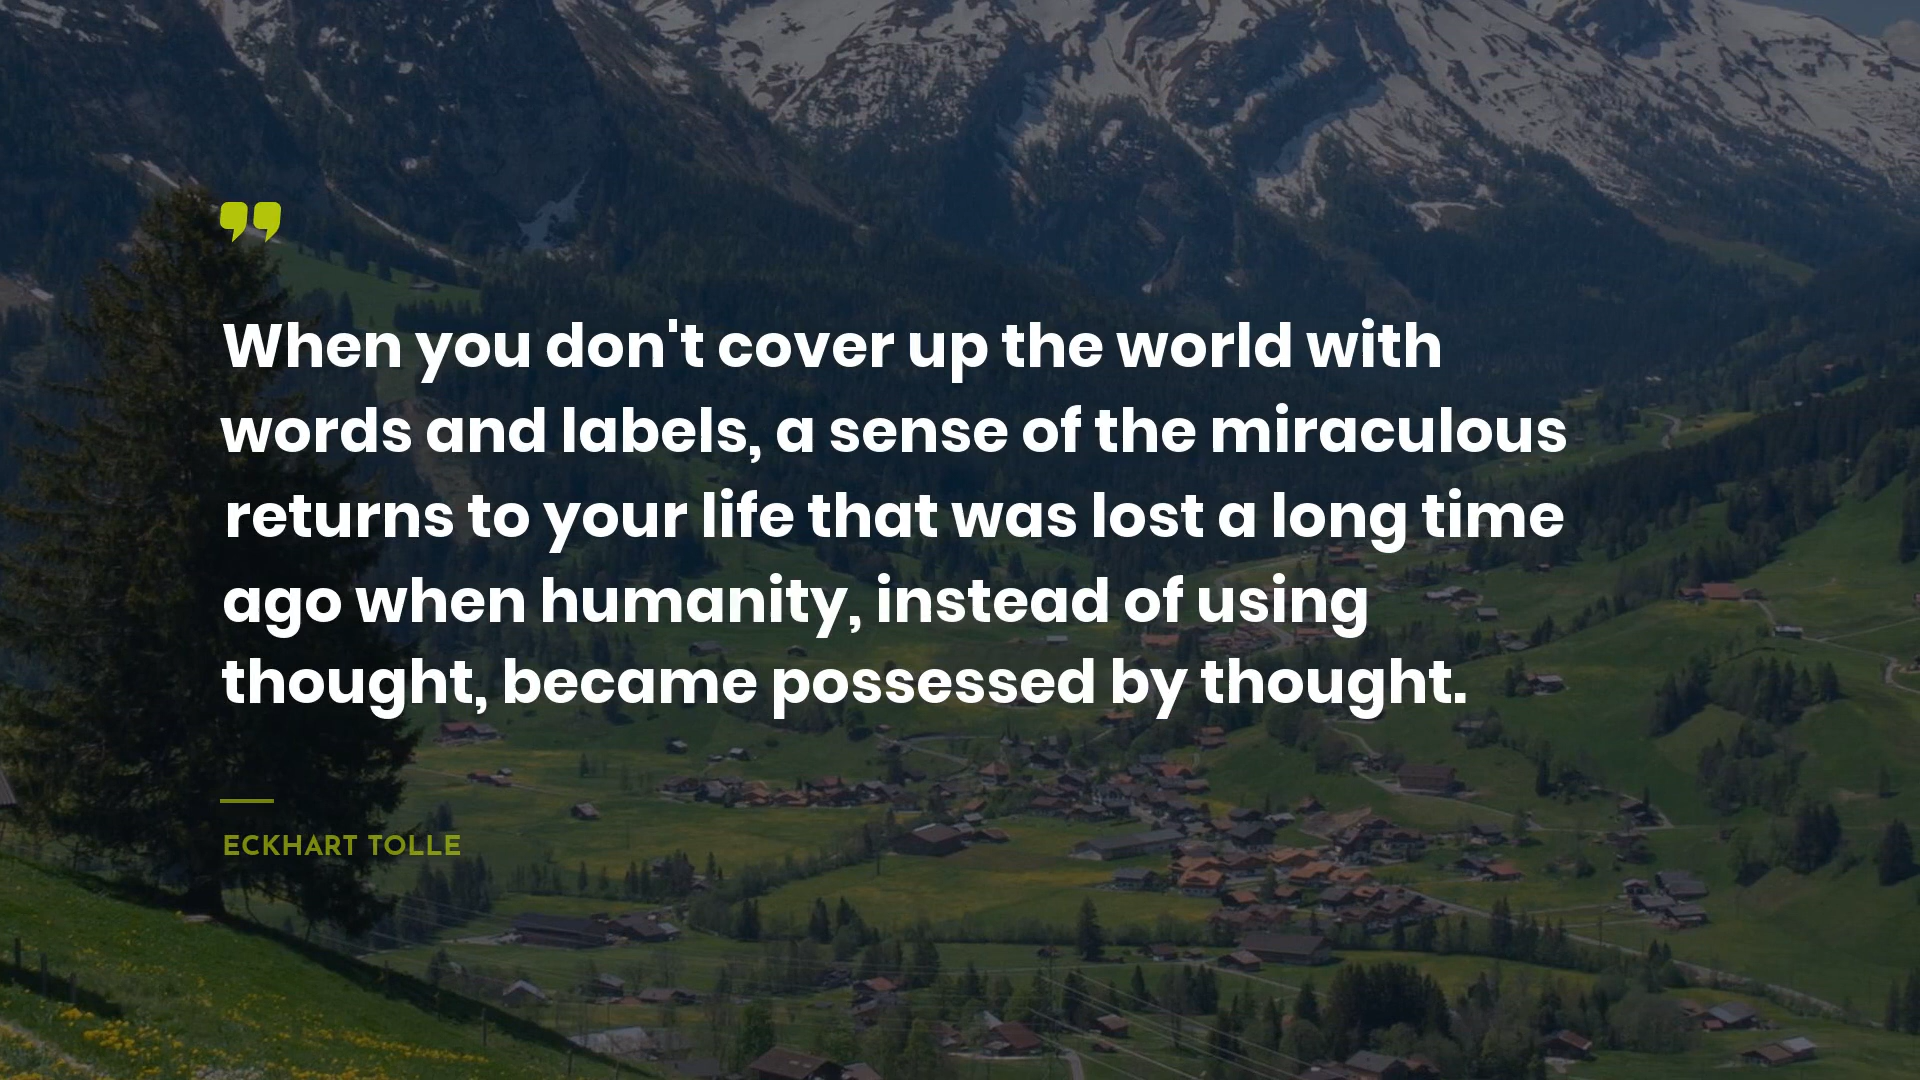 When you don't cover up the world with
words and labels, a sense of the miraculous
returns to your life that was lost a long time
ago when humanity, instead of using
thought, became possessed by thought.
ECKHART TOLLE